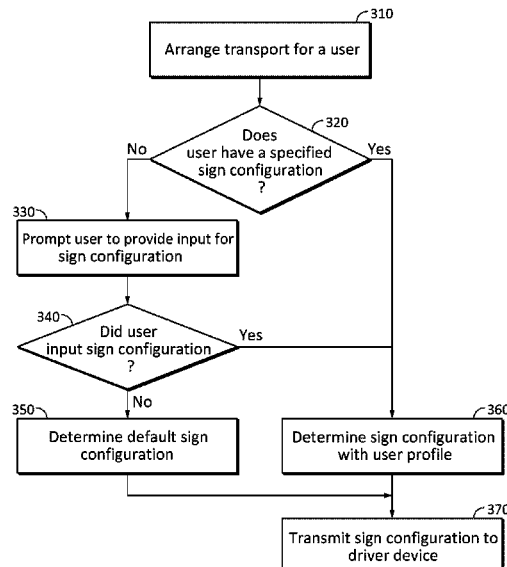 310
Arrange transport for a user
320
Does
user have a specified
sign configuration
?
No
Yes
330
Prompt user to provide input for
sign configuration
340
Did user
input sign configuration
?
Yes
No
350
Determine default sign
configuration
360
Determine sign configuration
with user profile
370
Transmit sign configuration to
driver device